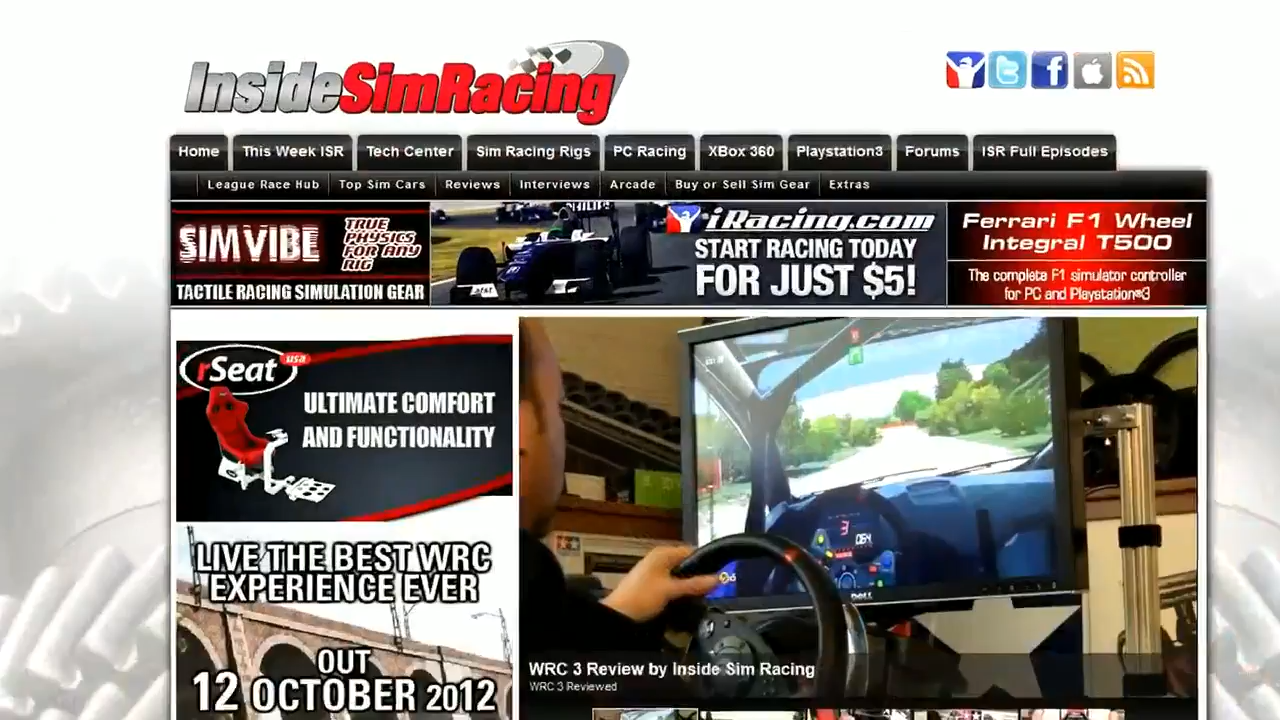 InsideSimRacing
Home This Week ISR Tech Center Sim Racing Rigs PC Racing XBox 360 Playstation3 Forums ISR Full Episodes
League Race Hub Top Sim Cars Reviews Interviews Arcade Buy or Sell Sim Gear Extras
SIMVIBE
TRUE
PHYSICS
FOR ANY
RIG
TACTILE RACING SIMULATION GEAR
iRacing.com
START RACING TODAY
FOR JUST $5!
at&t
Ferrari F1 Wheel
Integral T500
The complete F1 simulator controller
for PC and Playstation®3
rSeat usa
ULTIMATE COMFORT
AND FUNCTIONALITY
LIVE THE BEST WRC
EXPERIENCE EVER
OUT
12 OCTOBER 2012
3
064
DELL
WRC 3 Review by Inside Sim Racing
WRC 3 Reviewed